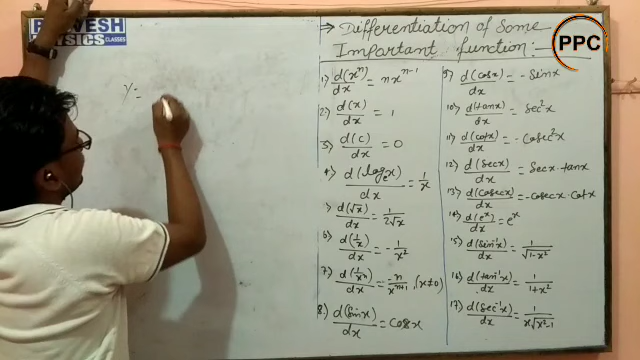 PHYSICS CLASSES
→ Differentiation of Some
Important function:—
PPC
y=
1) d(xⁿ)/dx = nxⁿ⁻¹
2) d(x)/dx = 1
3) d(c)/dx = 0
4) d(logₑx)/dx = 1/x
5) d(√x)/dx = 1/2√x
6) d(1/x)/dx = -1/x²
7) d(1/xⁿ)/dx = -n/xⁿ⁺¹, (x≠0)
8) d(sinx)/dx = cosx
9) d(cosx)/dx = -sinx
10) d(tanx)/dx = sec²x
11) d(cotx)/dx = -cosec²x
12) d(secx)/dx = secx·tanx
13) d(cosecx)/dx = -cosecx·cotx
14) d(eˣ)/dx = eˣ
15) d(sin⁻¹x)/dx = 1/√1-x²
16) d(tan⁻¹x)/dx = 1/1+x²
17) d(sec⁻¹x)/dx = 1/x√x²-1